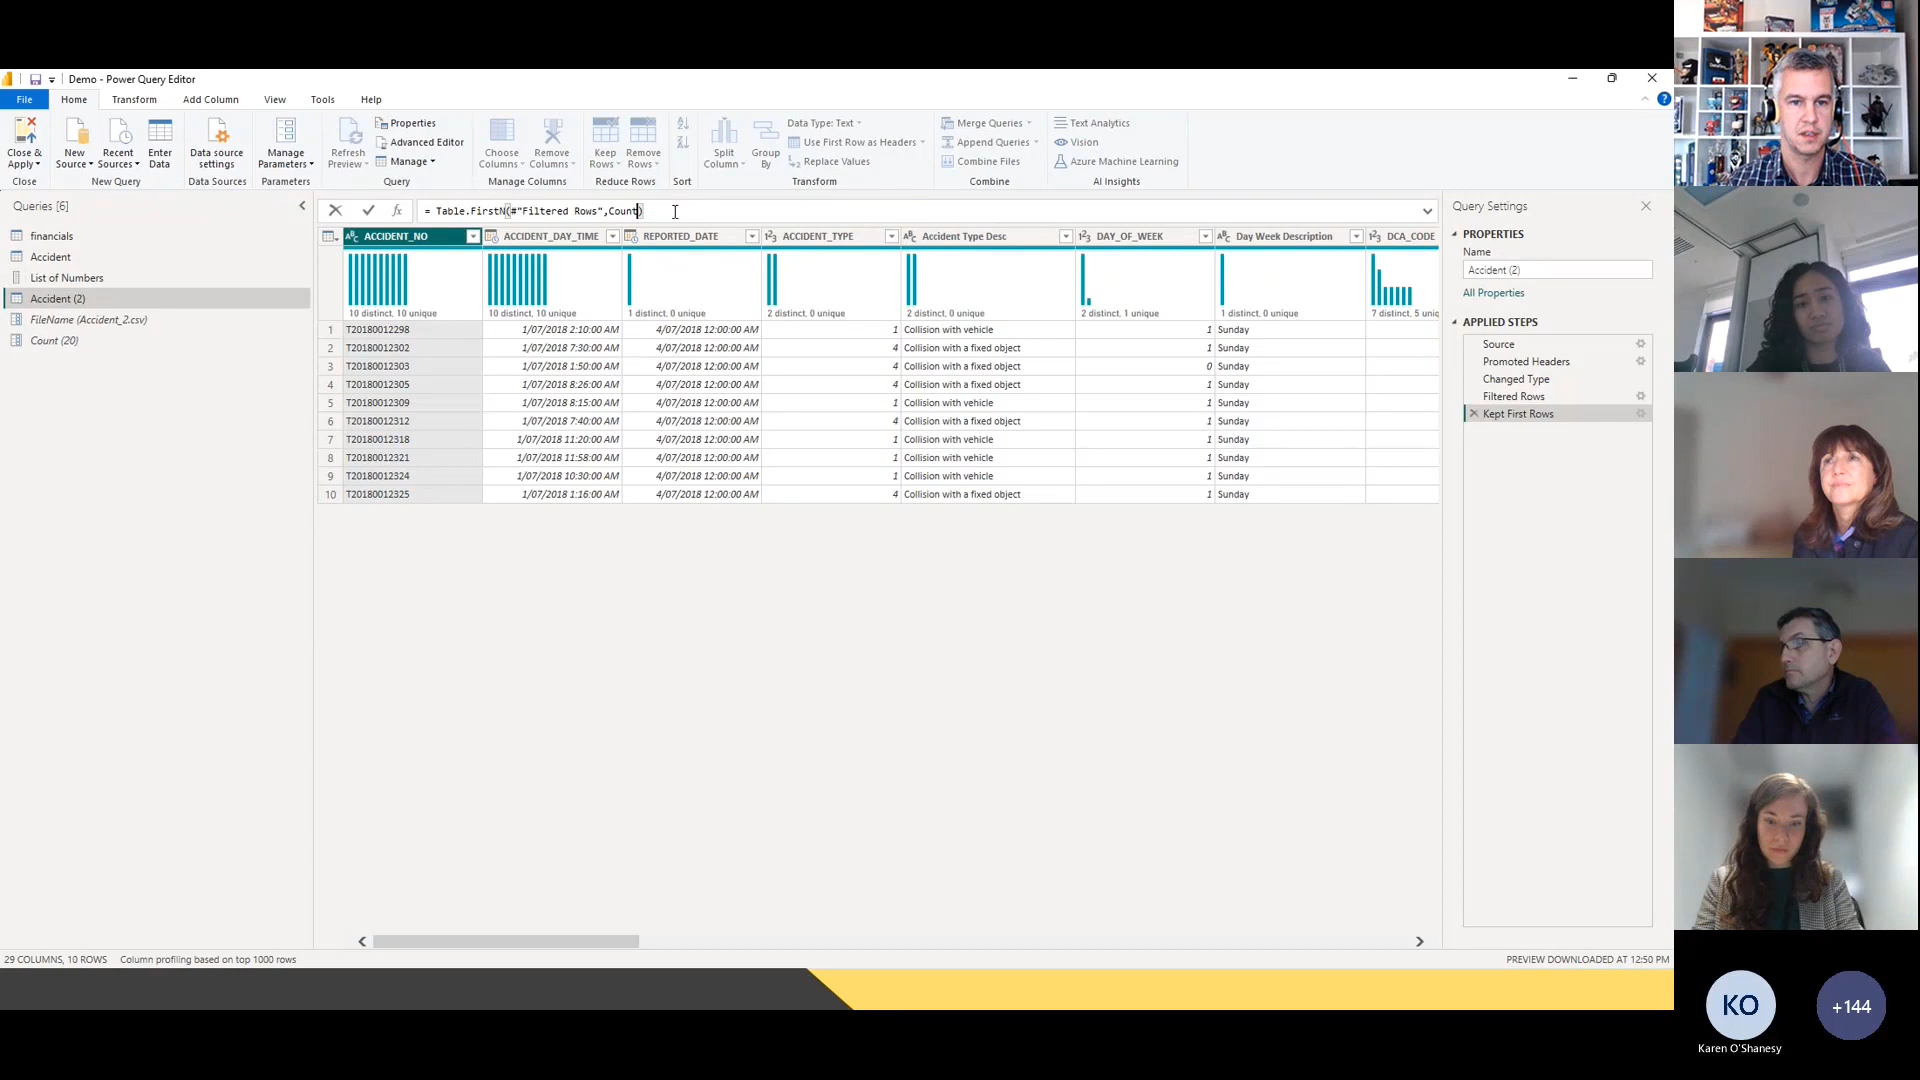 Demo - Power Query Editor
File Home Transform Add Column View Tools Help
Close & Apply
New Source
Recent Sources
Enter Data
Data source settings
Manage Parameters
Refresh Preview
Properties
Advanced Editor
Manage
Choose Columns
Remove Columns
Keep Rows
Remove Rows
Split Column
Group By
Data Type: Text
Use First Row as Headers
Replace Values
Merge Queries
Append Queries
Combine Files
Text Analytics
Vision
Azure Machine Learning
Close New Query Data Sources Parameters Query Manage Columns Reduce Rows Sort Transform Combine AI Insights
Queries [6]
financials
Accident
List of Numbers
Accident (2)
FileName (Accident_2.csv)
Count (20)
= Table.FirstN(#"Filtered Rows",Count)
ACCIDENT_NO ACCIDENT_DAY_TIME REPORTED_DATE ACCIDENT_TYPE Accident Type Desc DAY_OF_WEEK Day Week Description DCA_CODE
10 distinct, 10 unique 10 distinct, 10 unique 1 distinct, 0 unique 2 distinct, 0 unique 2 distinct, 0 unique 2 distinct, 1 unique 1 distinct, 0 unique 7 distinct, 5 uniq
1 T20180012298 1/07/2018 2:10:00 AM 4/07/2018 12:00:00 AM 1 Collision with vehicle 1 Sunday
2 T20180012302 1/07/2018 7:30:00 AM 4/07/2018 12:00:00 AM 4 Collision with a fixed object 1 Sunday
3 T20180012303 1/07/2018 1:50:00 AM 4/07/2018 12:00:00 AM 4 Collision with a fixed object 0 Sunday
4 T20180012305 1/07/2018 8:26:00 AM 4/07/2018 12:00:00 AM 4 Collision with a fixed object 1 Sunday
5 T20180012309 1/07/2018 8:15:00 AM 4/07/2018 12:00:00 AM 1 Collision with vehicle 1 Sunday
6 T20180012312 1/07/2018 7:40:00 AM 4/07/2018 12:00:00 AM 4 Collision with a fixed object 1 Sunday
7 T20180012318 1/07/2018 11:20:00 AM 4/07/2018 12:00:00 AM 1 Collision with vehicle 1 Sunday
8 T20180012321 1/07/2018 11:58:00 AM 4/07/2018 12:00:00 AM 1 Collision with vehicle 1 Sunday
9 T20180012324 1/07/2018 10:30:00 AM 4/07/2018 12:00:00 AM 1 Collision with vehicle 1 Sunday
10 T20180012325 1/07/2018 1:16:00 AM 4/07/2018 12:00:00 AM 4 Collision with a fixed object 1 Sunday
Query Settings
PROPERTIES
Name
Accident (2)
All Properties
APPLIED STEPS
Source
Promoted Headers
Changed Type
Filtered Rows
Kept First Rows
29 COLUMNS, 10 ROWS Column profiling based on top 1000 rows
PREVIEW DOWNLOADED AT 12:50 PM
KO
+144
Karen O'Shanesy